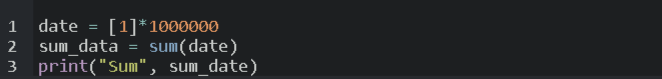 1 date = [1]*1000000
2 sum_data = sum(date)
3 print("Sum", sum_date)